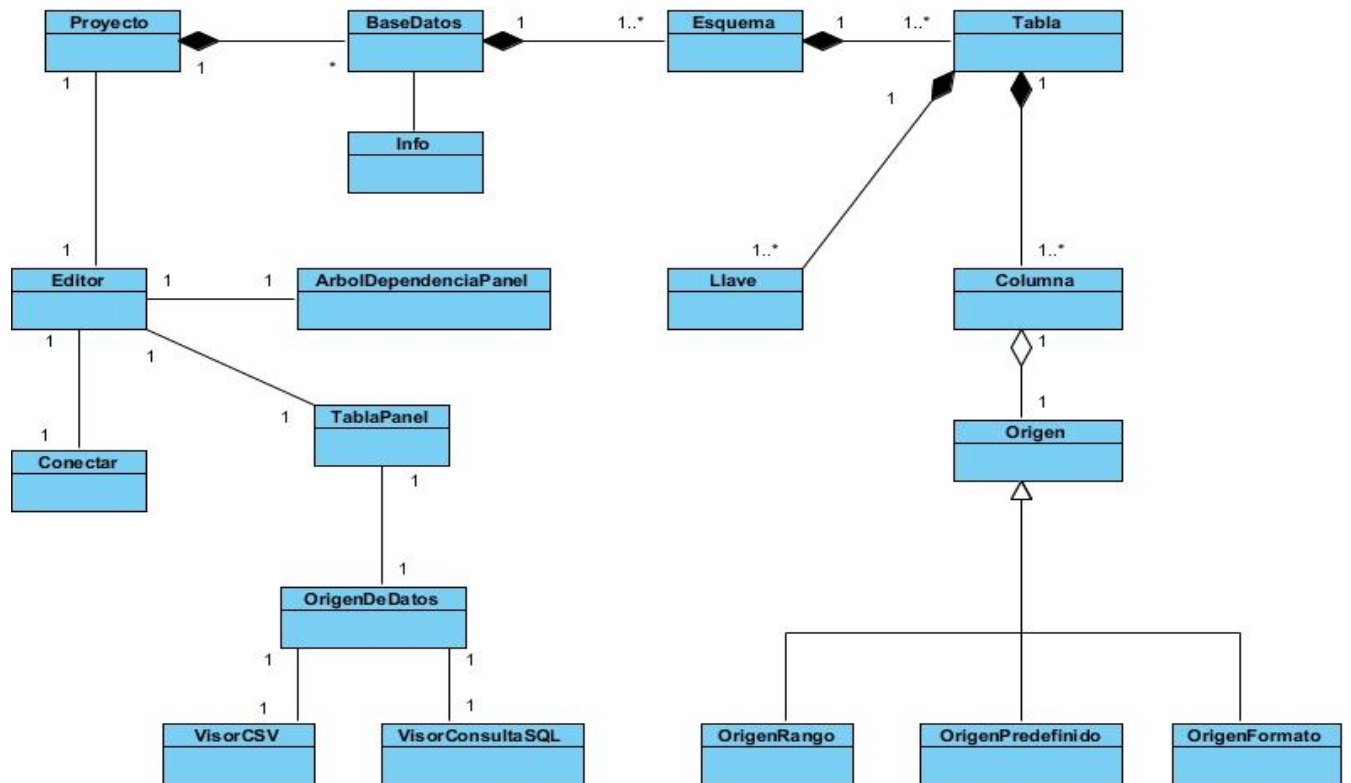 Proyecto BaseDatos 1 1..* Esquema 1 1..* Tabla
1 * 1 1 1
Info
1 1..* 1..*
Editor 1 1 ArbolDependenciaPanel Llave Columna
1 1 1
1 TablaPanel 1
1 Origen
Conectar 1
1
OrigenDeDatos
1 1
1 1
VisorCSV VisorConsultaSQL OrigenRango OrigenPredefinido OrigenFormato